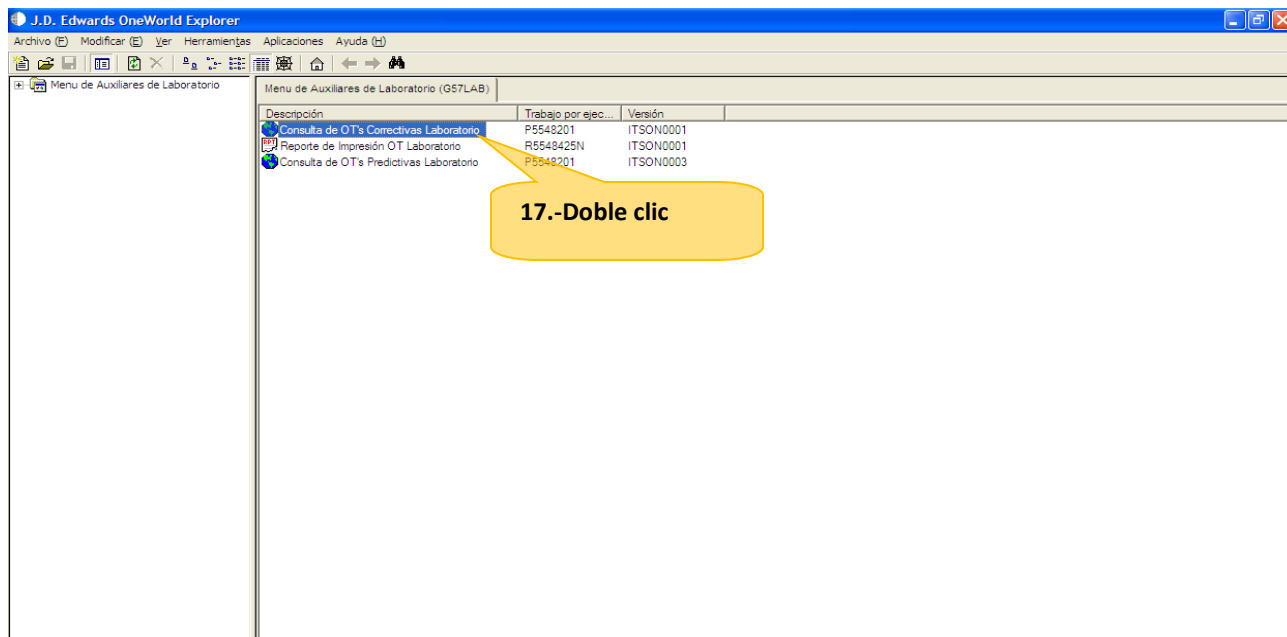 J.D. Edwards OneWorld Explorer
Archivo (F) Modificar (E) Ver Herramientas Aplicaciones Ayuda (H)
Menu de Auxiliares de Laboratorio
Menu de Auxiliares de Laboratorio (G57LAB)
Descripción Trabajo por ejec... Versión
Consulta de OT's Correctivas Laboratorio P5548201 ITSON0001
RPT Reporte de Impresión OT Laboratorio R5548425N ITSON0001
Consulta de OT's Predictivas Laboratorio P5548201 ITSON0003
17.-Doble clic